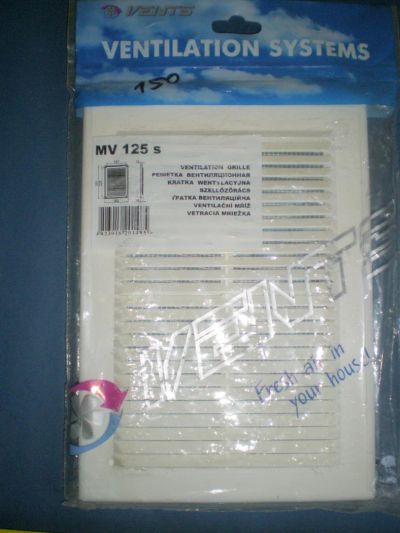 VENTS
VENTILATION SYSTEMS
150
MV 125 s
VENTILATION GRILLE
РЕШЕТКА ВЕНТИЛЯЦИОННАЯ
KRATKA WENTYLACYJNA
SZELLŐZŐRÁCS
ҐРАТКА ВЕНТИЛЯЦІЙНА
VENTILAČNÍ MŘÍŽ
VETRACIA MRIEŽKA
VENTS
Fresh air in
your house!